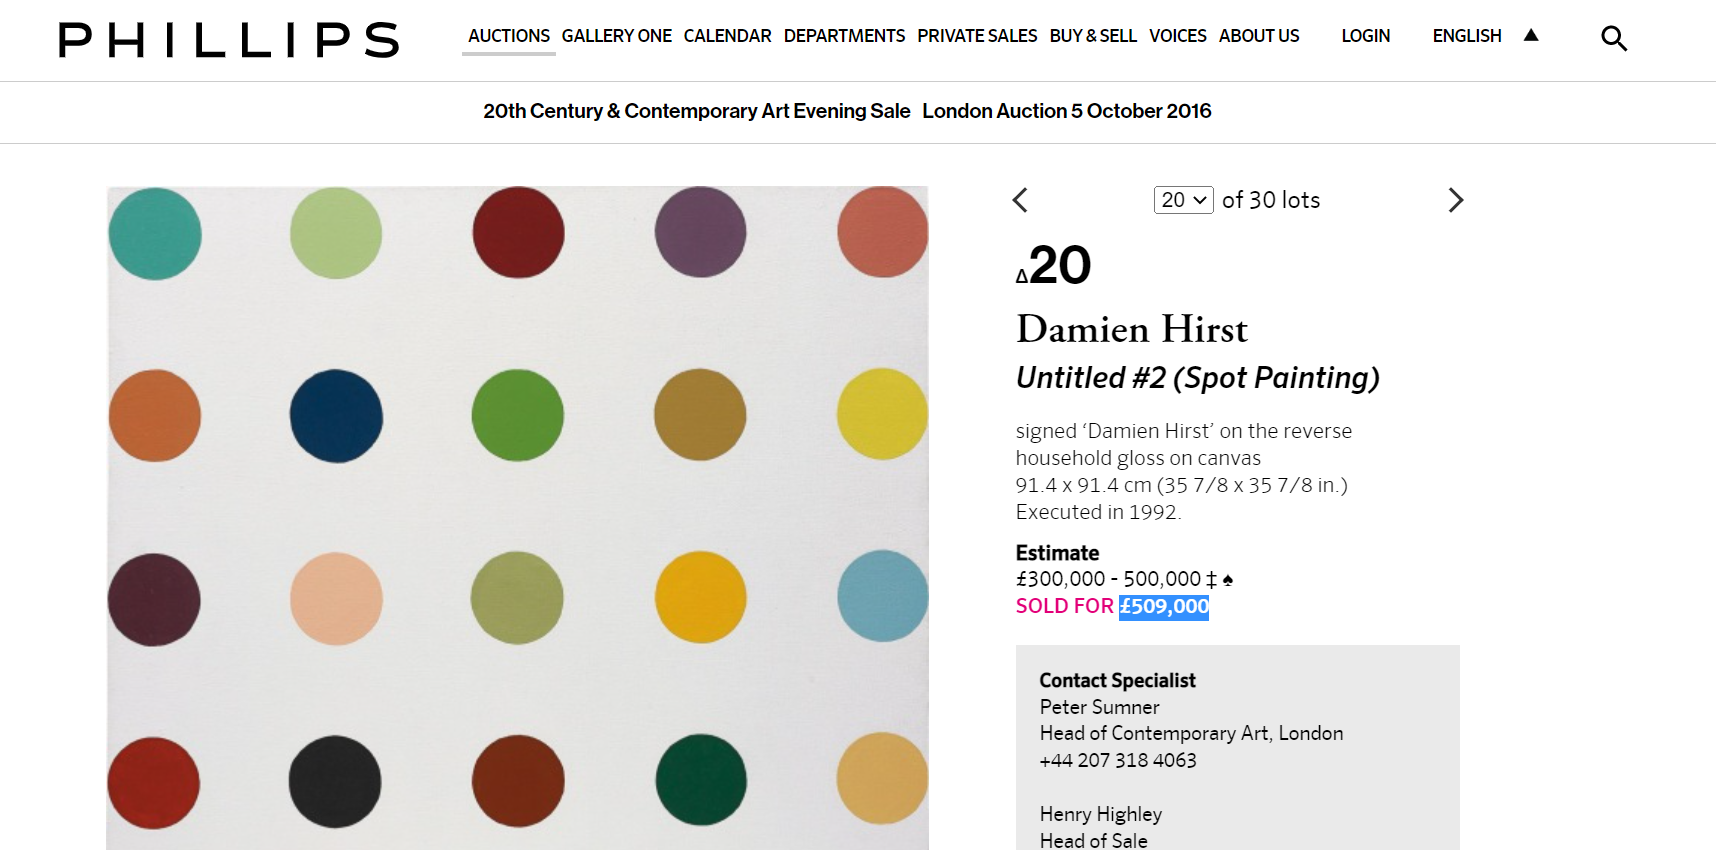 PHILLIPS
AUCTIONS GALLERY ONE CALENDAR DEPARTMENTS PRIVATE SALES BUY & SELL VOICES ABOUT US LOGIN ENGLISH ▲
20th Century & Contemporary Art Evening Sale London Auction 5 October 2016
20 of 30 lots
Δ20
Damien Hirst
Untitled #2 (Spot Painting)
signed ‘Damien Hirst’ on the reverse
household gloss on canvas
91.4 x 91.4 cm (35 7/8 x 35 7/8 in.)
Executed in 1992.
Estimate
£300,000 - 500,000 ‡ ♠
SOLD FOR £509,000
Contact Specialist
Peter Sumner
Head of Contemporary Art, London
+44 207 318 4063
Henry Highley
Head of Sale